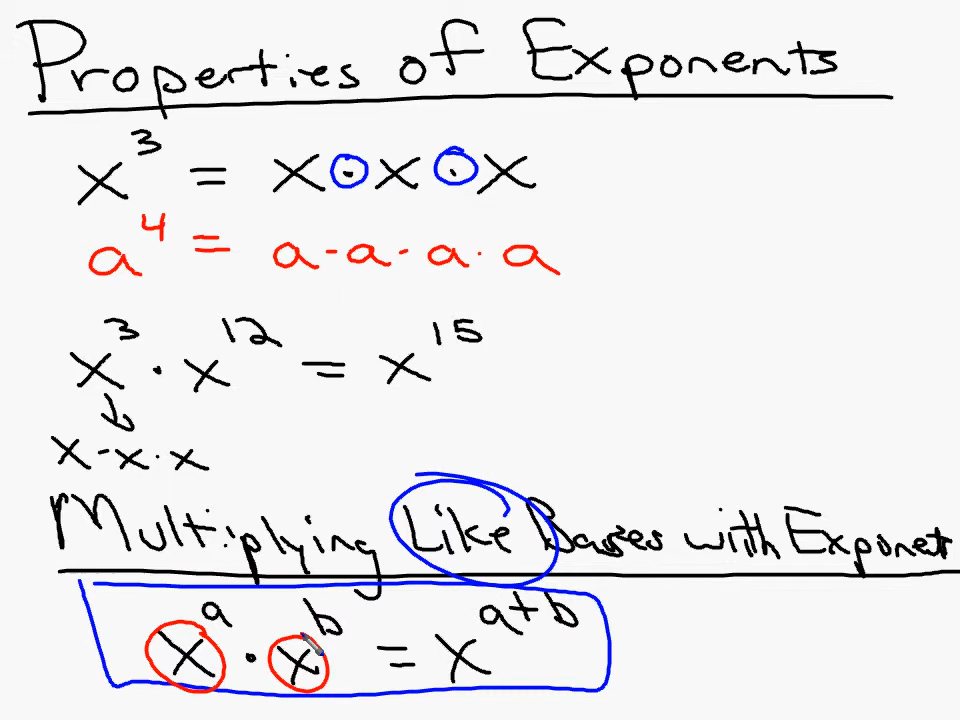 Properties of Exponents
x³ = x · x · x
a⁴ = a · a · a · a
x³ · x¹² = x¹⁵
x · x · x
Multiplying Like Bases with Exponets
xᵃ · xᵇ = xᵃ⁺ᵇ